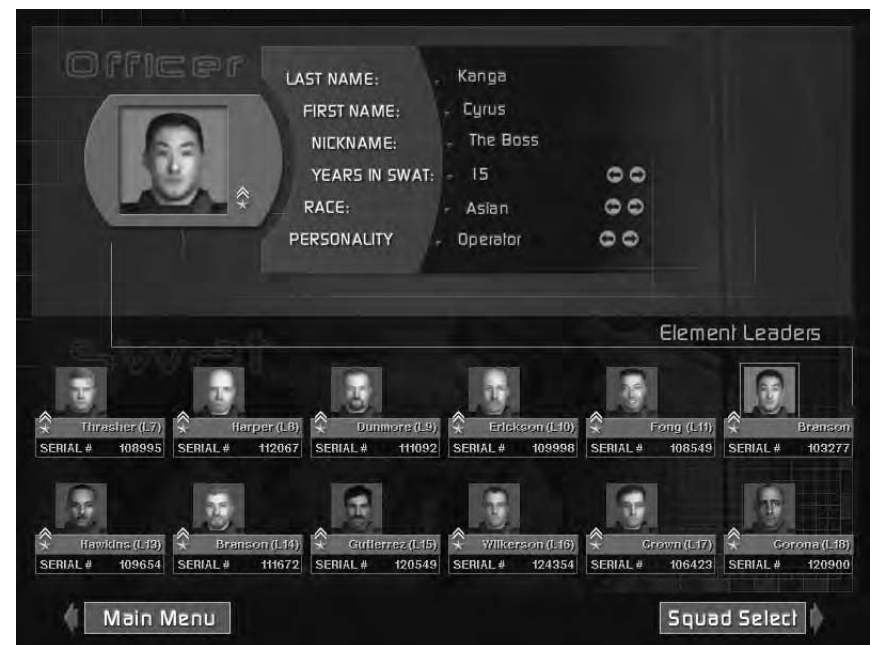 Officer
LAST NAME: Kanga
FIRST NAME: Cyrus
NICKNAME: The Boss
YEARS IN SWAT: 15
RACE: Asian
PERSONALITY Operator
Element Leaders
swat
Thrasher (L7) Harper (L8) Dunmore (L9) Erickson (L10) Fong (L11) Branson
SERIAL # 108995 SERIAL # 112067 SERIAL # 111092 SERIAL # 109998 SERIAL # 108549 SERIAL # 103277
Hawkins (L13) Branson (L14) Gutierrez (L15) Wilkerson (L16) Crown (L17) Corona (L18)
SERIAL # 109654 SERIAL # 111672 SERIAL # 120549 SERIAL # 124354 SERIAL # 106423 SERIAL # 120900
Main Menu Squad Select